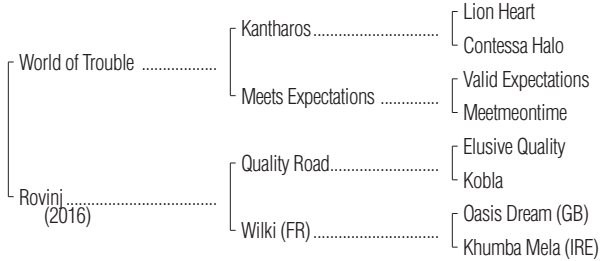 Lion Heart
Kantharos
Contessa Halo
World of Trouble
Valid Expectations
Meets Expectations
Meetmeontime
Elusive Quality
Quality Road
Kobla
Rovinj
(2016)
Oasis Dream (GB)
Wilki (FR)
Khumba Mela (IRE)